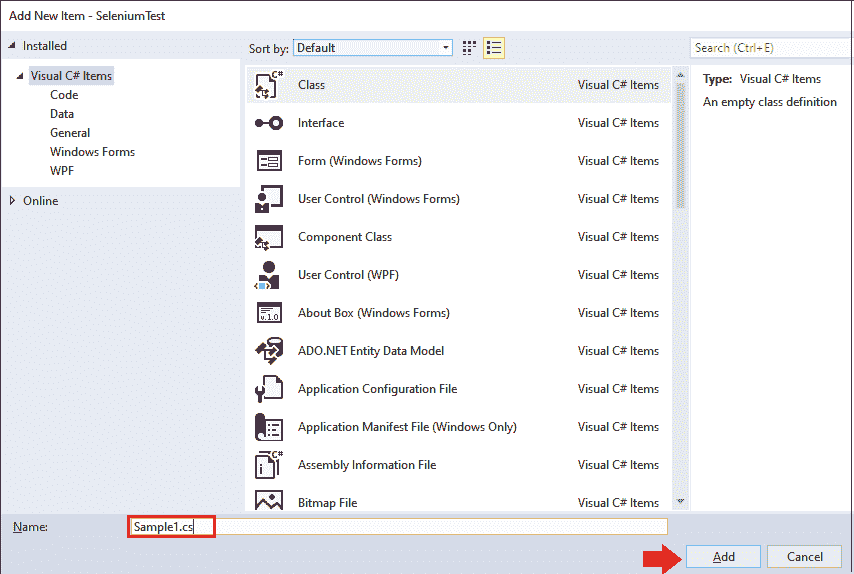 Add New Item - SeleniumTest
Installed
Visual C# Items
Code
Data
General
Windows Forms
WPF
Online
Sort by: Default
Search (Ctrl+E)
Class Visual C# Items
Interface Visual C# Items
Form (Windows Forms) Visual C# Items
User Control (Windows Forms) Visual C# Items
Component Class Visual C# Items
User Control (WPF) Visual C# Items
About Box (Windows Forms) Visual C# Items
ADO.NET Entity Data Model Visual C# Items
Application Configuration File Visual C# Items
Application Manifest File (Windows Only) Visual C# Items
Assembly Information File Visual C# Items
Bitmap File Visual C# Items
Type: Visual C# Items
An empty class definition
Name: Sample1.cs
Add Cancel